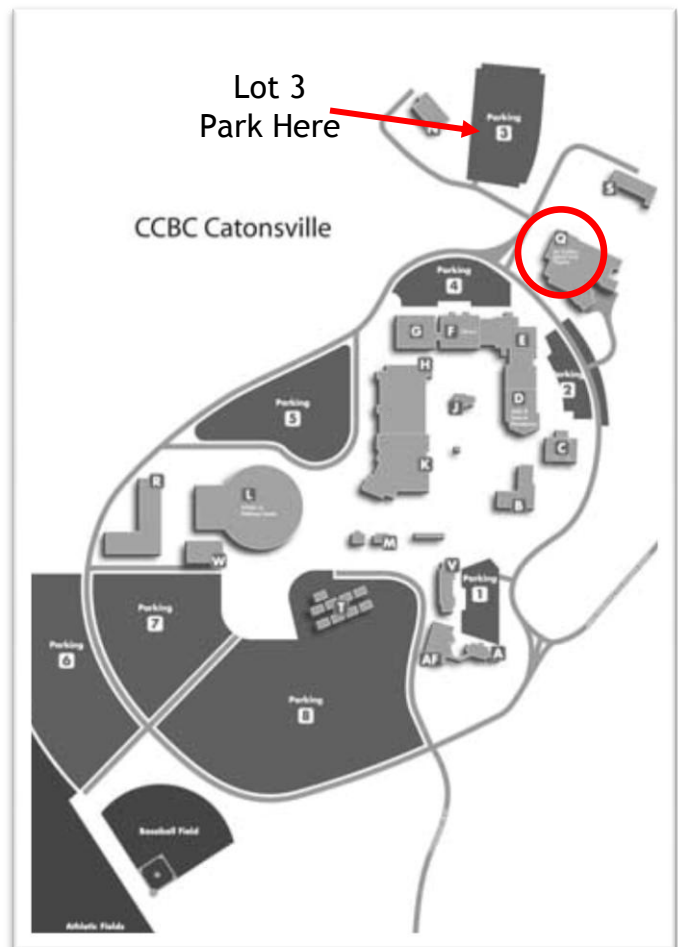 Lot 3
Park Here
Parking
3
N
S
CCBC Catonsville
Q
Parking
4
G
F
E
H
Parking
2
J
D
Parking
5
C
K
R
L
B
M
W
V
Parking
1
T
Parking
7
Parking
6
AF
A
Parking
8
Baseball Field
Athletic Fields